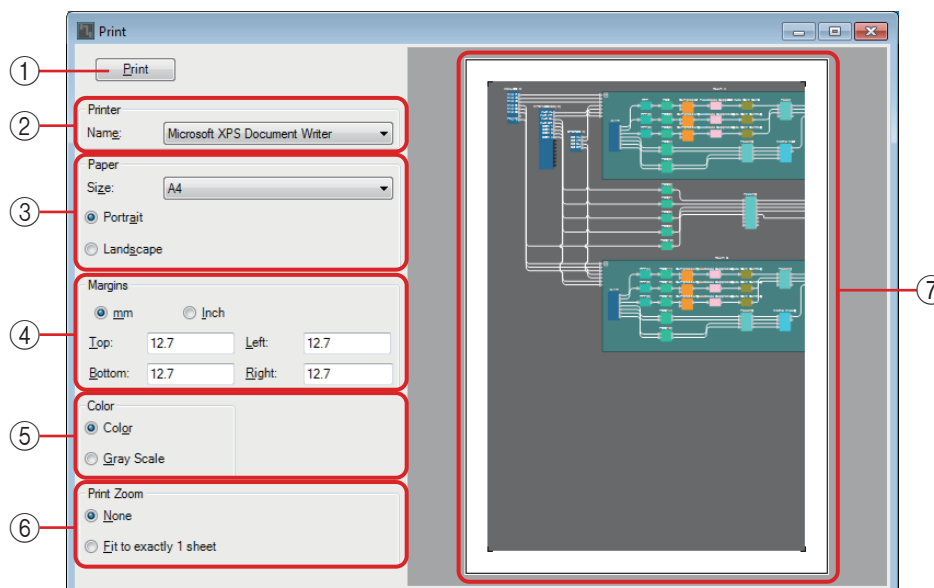 Print
① Print
② Printer
Name: Microsoft XPS Document Writer
③ Paper
Size: A4
Portrait
Landscape
④ Margins
mm Inch
Top: 12.7 Left: 12.7
Bottom: 12.7 Right: 12.7
⑤ Color
Color
Gray Scale
⑥ Print Zoom
None
Fit to exactly 1 sheet
⑦